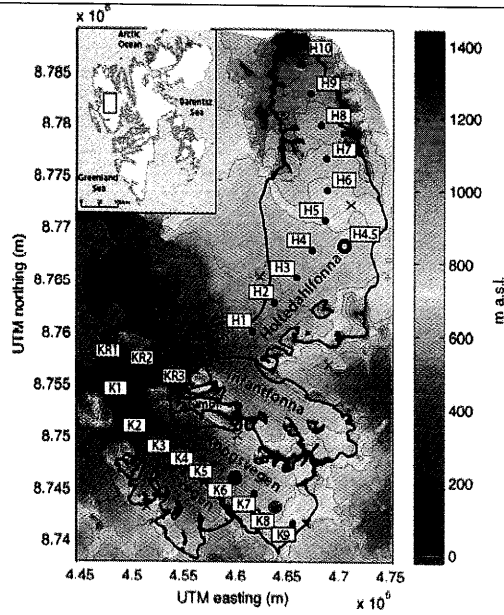 x 10⁶
8.785
8.78
8.775
8.77
8.765
8.76
8.755
8.75
8.745
8.74
UTM northing (m)
Arctic
Ocean
Barentsz
Sea
Greenland
Sea
H10
H9
H8
H7
H6
H5
H4
H4.5
H3
H2
H1
Holtedahlfonna
KR1
KR2
KR3
K1
K2
K3
K4
K5
K6
K7
K8
K9
Infantfonna
Kongsvegen
4.45
4.5
4.55
4.6
4.65
4.7
4.75
x 10⁶
UTM easting (m)
1400
1200
1000
800
600
400
200
0
m a.s.l.